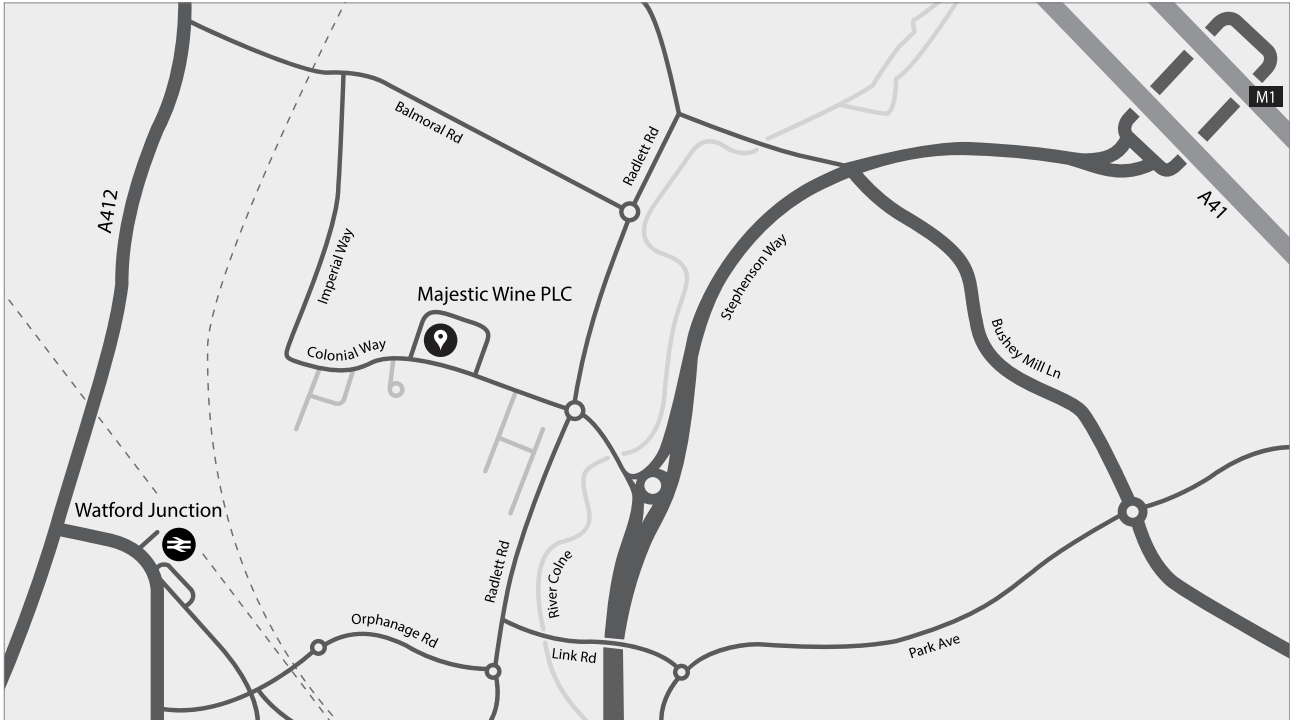 M1
Balmoral Rd
Radlett Rd
A412
A41
Imperial Way
Stephenson Way
Majestic Wine PLC
Colonial Way
Bushey Mill Ln
Watford Junction
Radlett Rd
River Colne
Orphanage Rd
Link Rd
Park Ave